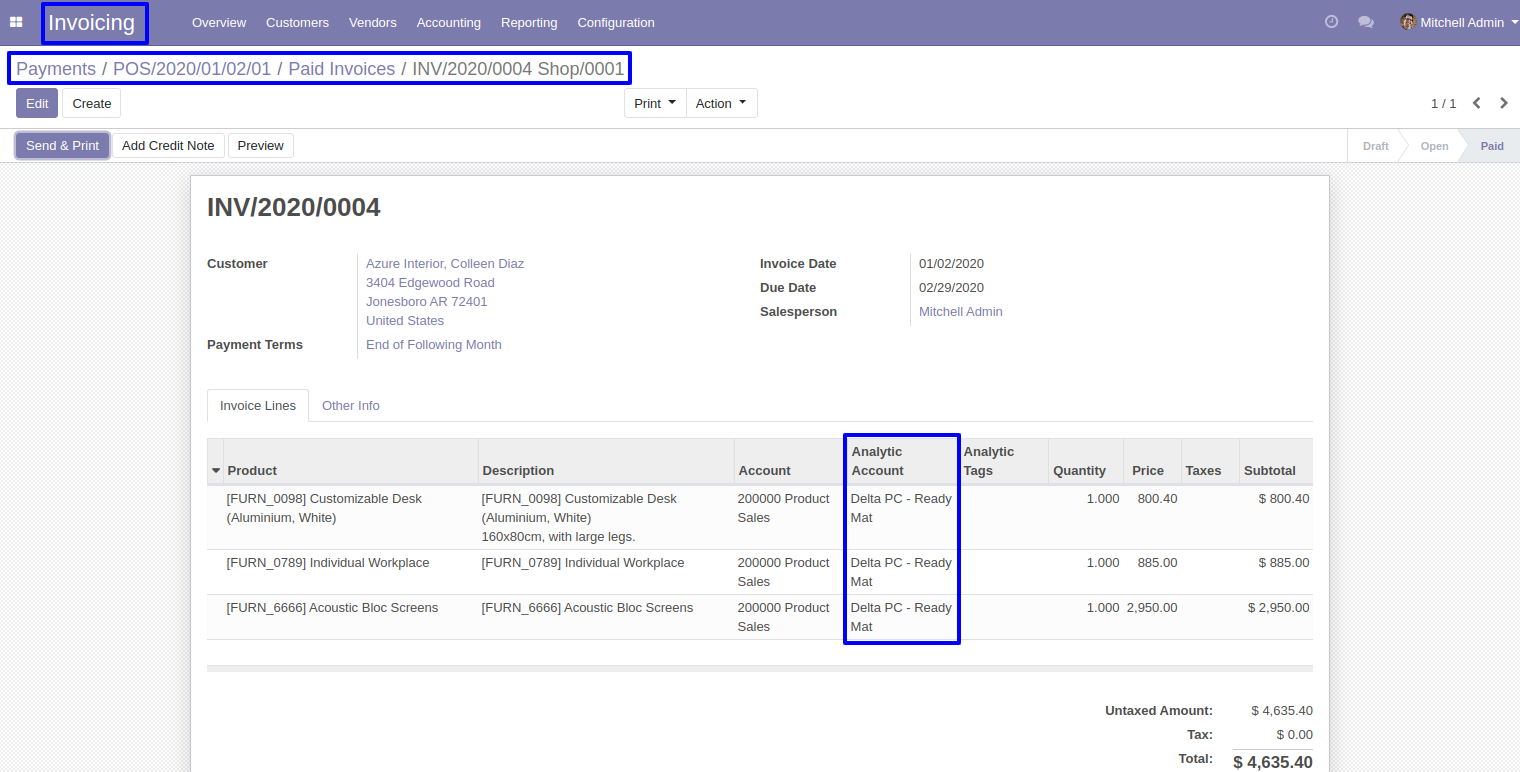 Invoicing Overview Customers Vendors Accounting Reporting Configuration Mitchell Admin
Payments / POS/2020/01/02/01 / Paid Invoices / INV/2020/0004 Shop/0001
Edit Create Print Action 1 / 1
Send & Print Add Credit Note Preview Draft Open Paid
INV/2020/0004
Customer Azure Interior, Colleen Diaz
3404 Edgewood Road
Jonesboro AR 72401
United States
Payment Terms End of Following Month
Invoice Date 01/02/2020
Due Date 02/29/2020
Salesperson Mitchell Admin
Invoice Lines Other Info
Product Description Account Analytic Account Analytic Tags Quantity Price Taxes Subtotal
[FURN_0098] Customizable Desk [FURN_0098] Customizable Desk 200000 Product Delta PC - Ready 1.000 800.40 $ 800.40
(Aluminium, White) (Aluminium, White) Sales Mat
160x80cm, with large legs.
[FURN_0789] Individual Workplace [FURN_0789] Individual Workplace 200000 Product Delta PC - Ready 1.000 885.00 $ 885.00
Sales Mat
[FURN_6666] Acoustic Bloc Screens [FURN_6666] Acoustic Bloc Screens 200000 Product Delta PC - Ready 1.000 2,950.00 $ 2,950.00
Sales Mat
Untaxed Amount: $ 4,635.40
Tax: $ 0.00
Total: $ 4,635.40